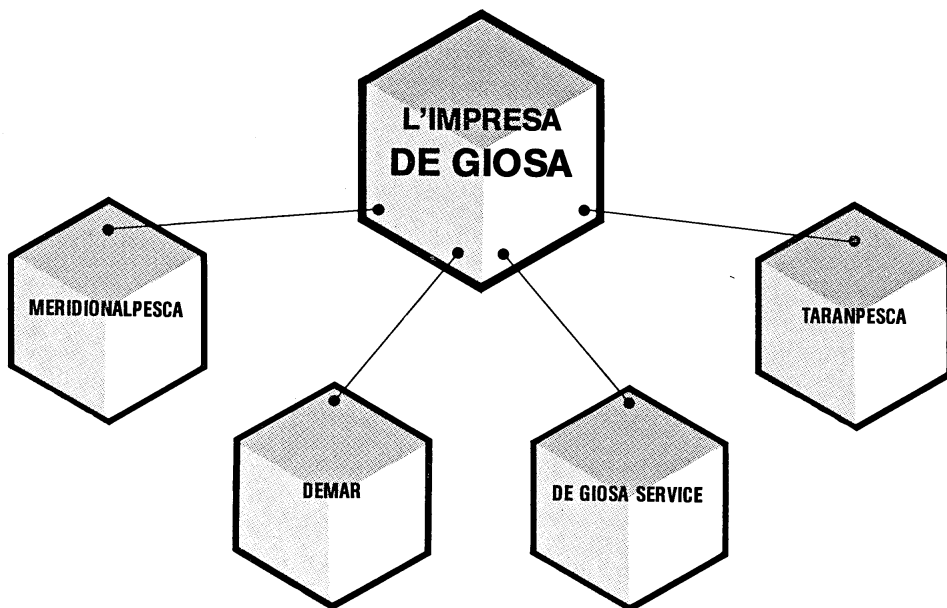 L'IMPRESA
DE GIOSA
MERIDIONALPESCA
TARANPESCA
DEMAR
DE GIOSA SERVICE